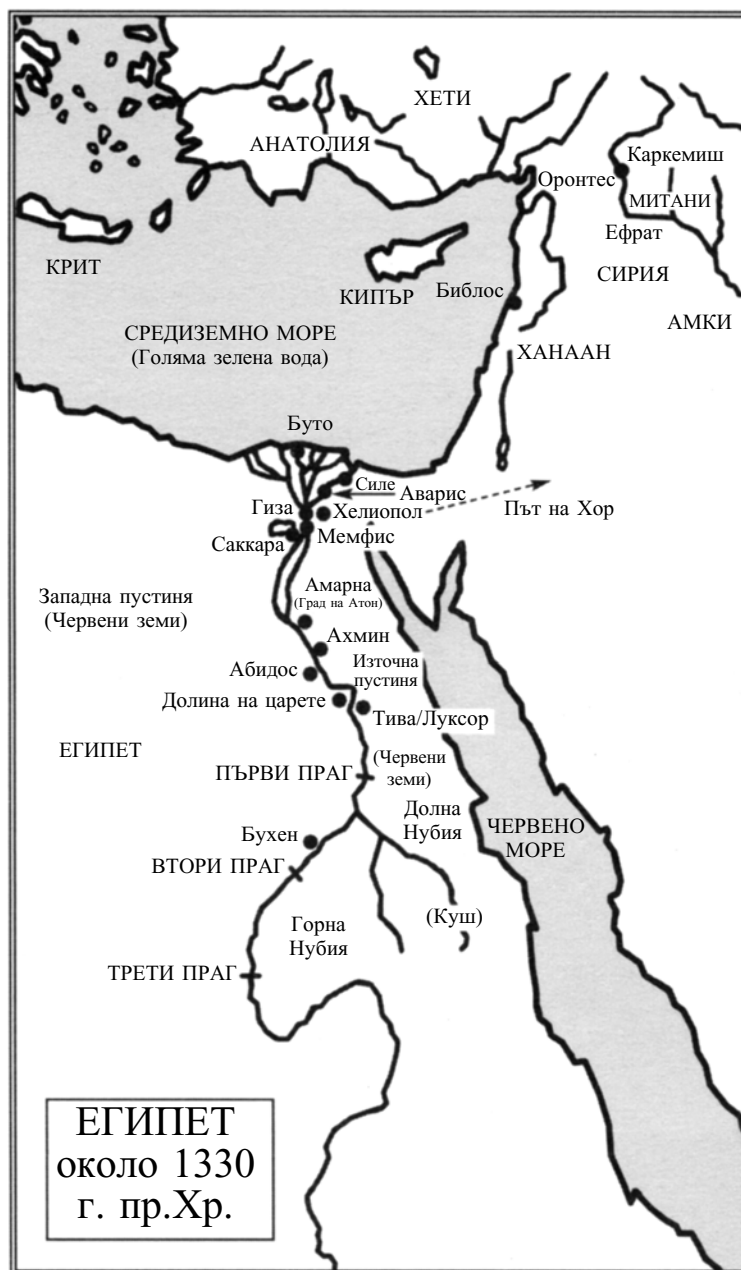 ХЕТИ
АНАТОЛИЯ
Каркемиш
Оронтес
МИТАНИ
Ефрат
КРИТ
СИРИЯ
КИПЪР
Библос
АМКИ
СРЕДИЗЕМНО МОРЕ
(Голяма зелена вода)
ХАНААН
Буто
Силе
Аварис
Гиза
Хелиопол
Път на Хор
Саккара
Мемфис
Западна пустиня
(Червени земи)
Амарна
(Град на Атон)
Ахмин
Абидос
Източна
пустиня
Долина на царете
Тива/Луксор
ЕГИПЕТ
ПЪРВИ ПРАГ
(Червени
земи)
Долна
Нубия
ЧЕРВЕНО
МОРЕ
Бухен
ВТОРИ ПРАГ
Горна
Нубия
(Куш)
ТРЕТИ ПРАГ
ЕГИПЕТ
около 1330
г. пр.Хр.